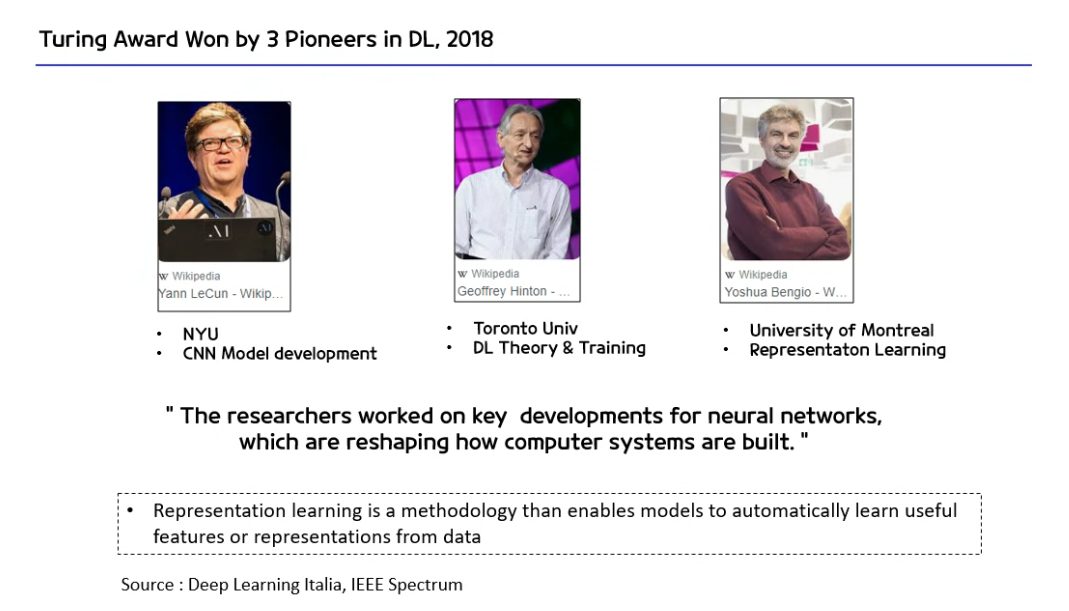 Turing Award Won by 3 Pioneers in DL, 2018
AI
AI
W Wikipedia
Yann LeCun - Wikip...
W Wikipedia
Geoffrey Hinton - ...
W Wikipedia
Yoshua Bengio - W...
• NYU
• CNN Model development
• Toronto Univ
• DL Theory & Training
• University of Montreal
• Representaton Learning
" The researchers worked on key developments for neural networks,
which are reshaping how computer systems are built. "
• Representation learning is a methodology than enables models to automatically learn useful
features or representations from data
Source : Deep Learning Italia, IEEE Spectrum